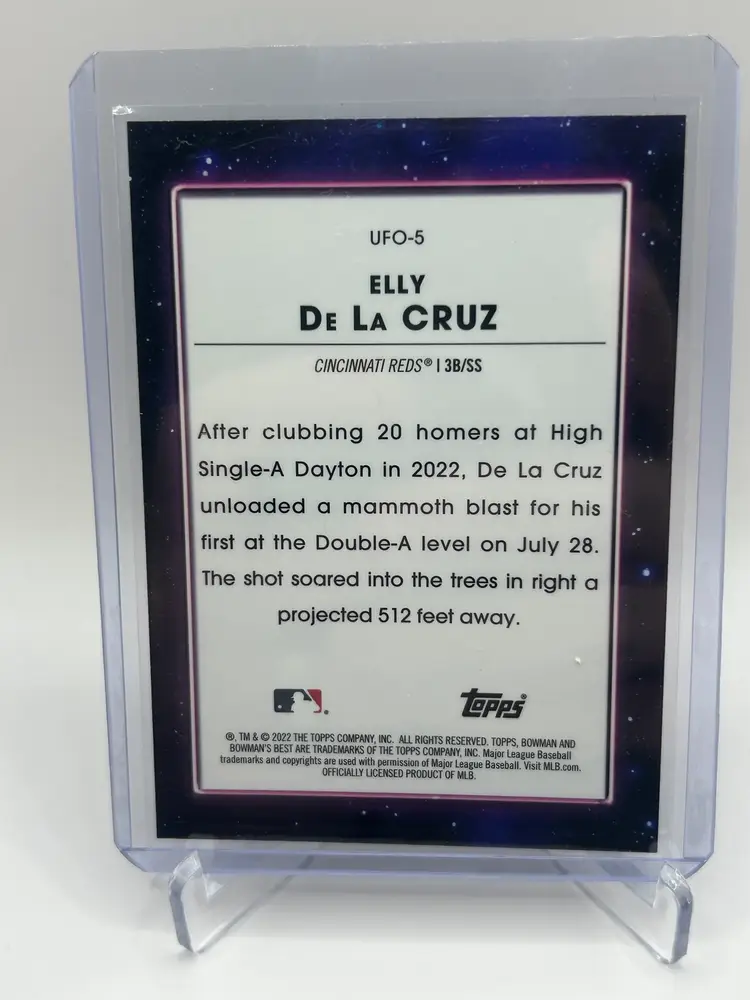 UFO-5
ELLY
DE LA CRUZ
CINCINNATI REDS® | 3B/SS
After clubbing 20 homers at High
Single-A Dayton in 2022, De La Cruz
unloaded a mammoth blast for his
first at the Double-A level on July 28.
The shot soared into the trees in right a
projected 512 feet away.
Topps®
®, TM & © 2022 THE TOPPS COMPANY, INC. ALL RIGHTS RESERVED. TOPPS, BOWMAN AND
BOWMAN'S BEST ARE TRADEMARKS OF THE TOPPS COMPANY, INC. Major League Baseball
trademarks and copyrights are used with permission of Major League Baseball. Visit MLB.com.
OFFICIALLY LICENSED PRODUCT OF MLB.